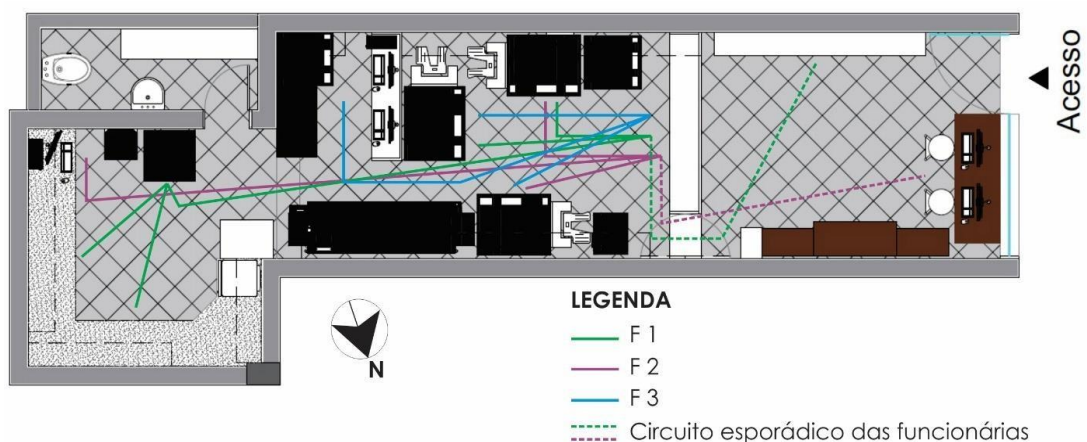 Acesso
N
LEGENDA
F 1
F 2
F 3
Circuito esporádico das funcionárias